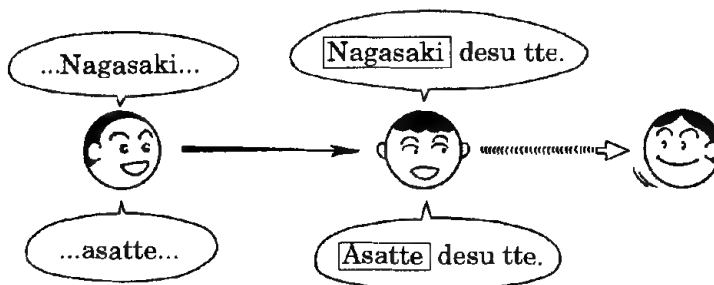 ...Nagasaki...
Nagasaki desu tte.
...asatte...
Asatte desu tte.